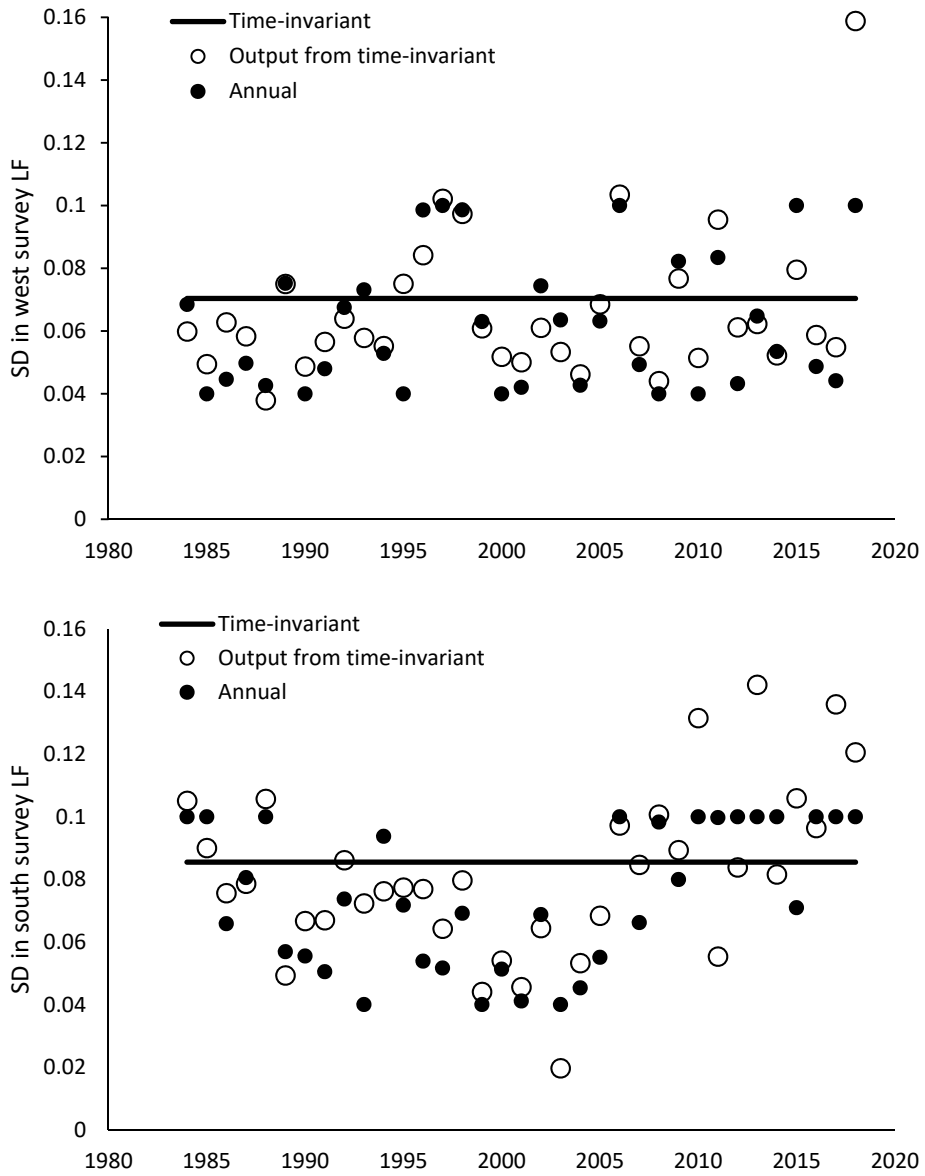 0.16
Time-invariant
Output from time-invariant
Annual
0.14
0.12
0.1
0.08
0.06
0.04
0.02
0
SD in west survey LF
1980 1985 1990 1995 2000 2005 2010 2015 2020
0.16
Time-invariant
Output from time-invariant
Annual
0.14
0.12
0.1
0.08
0.06
0.04
0.02
0
SD in south survey LF
1980 1985 1990 1995 2000 2005 2010 2015 2020